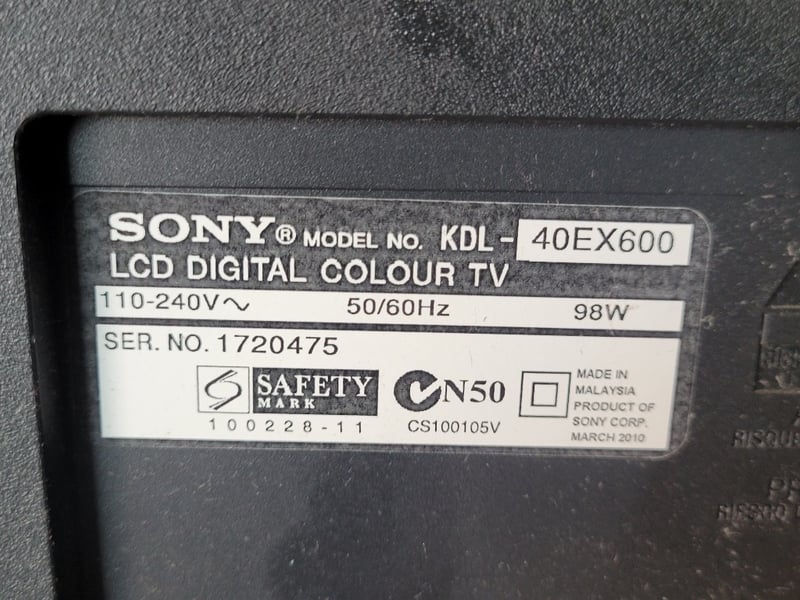 SONY® MODEL NO. KDL-40EX600
LCD DIGITAL COLOUR TV
110-240V~ 50/60Hz 98W
SER. NO. 1720475
SAFETY
MARK
100228-11
N50
CS100105V
MADE IN
MALAYSIA
PRODUCT OF
SONY CORP.
MARCH 2010